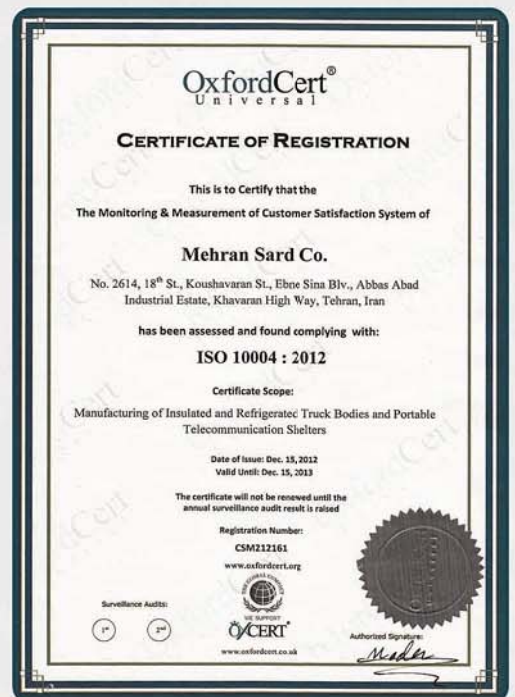 OxfordCert®
Universal
CERTIFICATE OF REGISTRATION
This is to Certify that the
The Monitoring & Measurement of Customer Satisfaction System of
Mehran Sard Co.
No. 2614, 18th St., Koushavaran St., Ebne Sina Blv., Abbas Abad
Industrial Estate, Khavaran High Way, Tehran, Iran
has been assessed and found complying with:
ISO 10004 : 2012
Certificate Scope:
Manufacturing of Insulated and Refrigerated Truck Bodies and Portable
Telecommunication Shelters
Date of Issue: Dec. 15, 2012
Valid Until: Dec. 15, 2013
The certificate will not be renewed until the
annual surveillance audit result is raised
Registration Number:
CSM212161
www.oxfordcert.org
THE GLOBAL COMPACT
WE SUPPORT
Surveillance Audits:
1st
2nd
OXCERT
www.oxfordcert.co.uk
Authorized Signature: